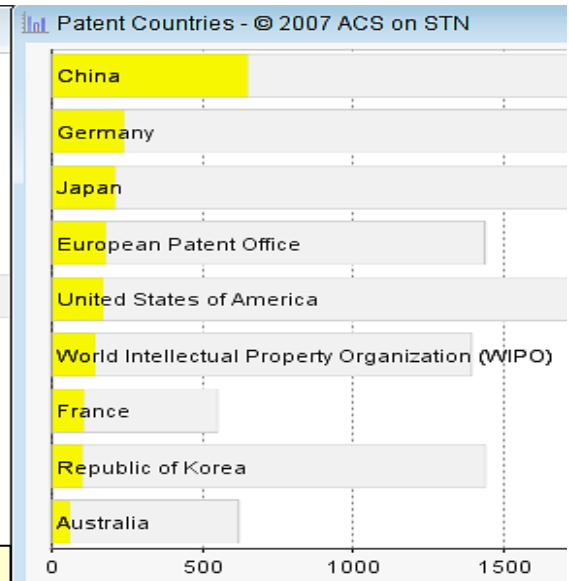 Patent Countries - © 2007 ACS on STN
China
Germany
Japan
European Patent Office
United States of America
World Intellectual Property Organization (WIPO)
France
Republic of Korea
Australia
0 500 1000 1500